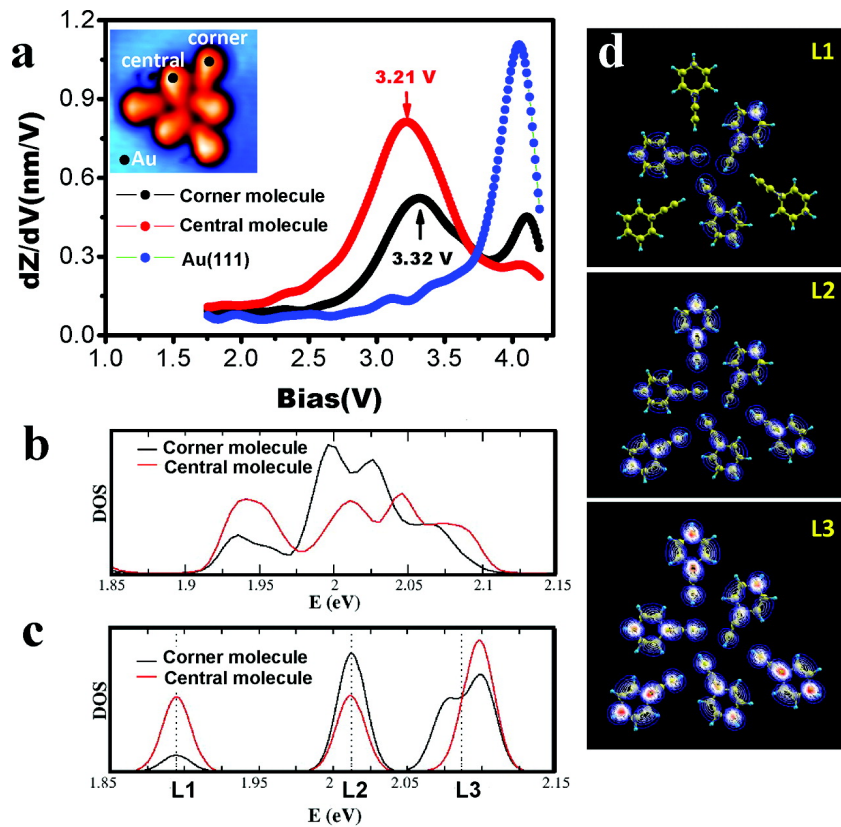 a
corner
central
Au
3.21 V
3.32 V
Corner molecule
Central molecule
Au(111)
dZ/dV(nm/V)
1.2
0.9
0.6
0.3
0.0
1.0 1.5 2.0 2.5 3.0 3.5 4.0
Bias(V)
b
Corner molecule
Central molecule
DOS
1.85 1.9 1.95 2 2.05 2.1 2.15
E (eV)
c
Corner molecule
Central molecule
DOS
1.85 1.95 2 2.05 2.15
L1 L2 L3
E (eV)
d
L1
L2
L3